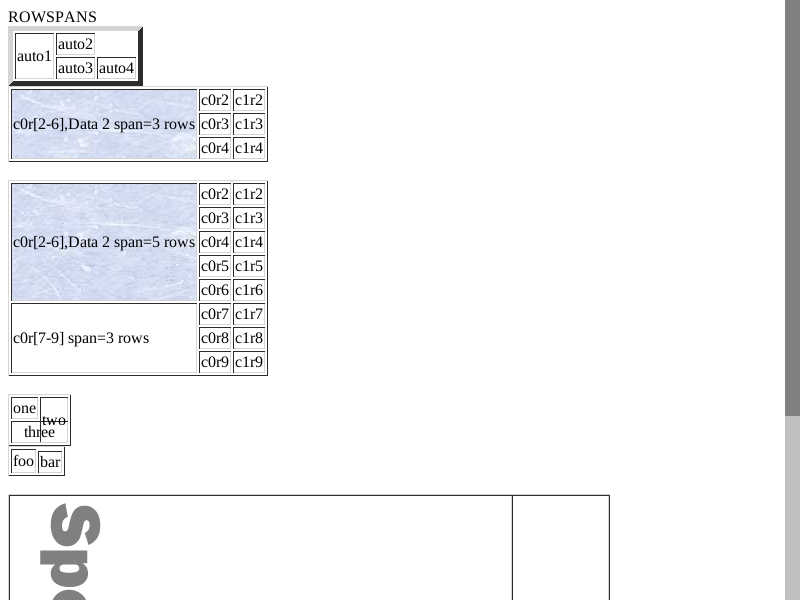 ROWSPANS
auto1 auto2
auto3 auto4
c0r[2-6],Data 2 span=3 rows c0r2 c1r2
c0r3 c1r3
c0r4 c1r4
c0r[2-6],Data 2 span=5 rows c0r2 c1r2
c0r3 c1r3
c0r4 c1r4
c0r5 c1r5
c0r6 c1r6
c0r[7-9] span=3 rows c0r7 c1r7
c0r8 c1r8
c0r9 c1r9
one two
three
foo bar